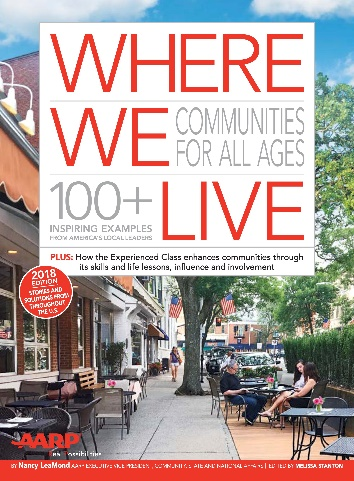 WHERE
WE
COMMUNITIES
FOR ALL AGES
100+
INSPIRING EXAMPLES
FROM AMERICA'S LOCAL LEADERS
LIVE
PLUS: How the Experienced Class enhances communities through
its skills and life lessons, influence and involvement
2018
EDITION
STORIES AND
SOLUTIONS FROM
THROUGHOUT
THE U.S.
AARP
Real Possibilities
BY Nancy LeaMond AARP EXECUTIVE VICE PRESIDENT, COMMUNITY, STATE AND NATIONAL AFFAIRS | EDITED BY MELISSA STANTON